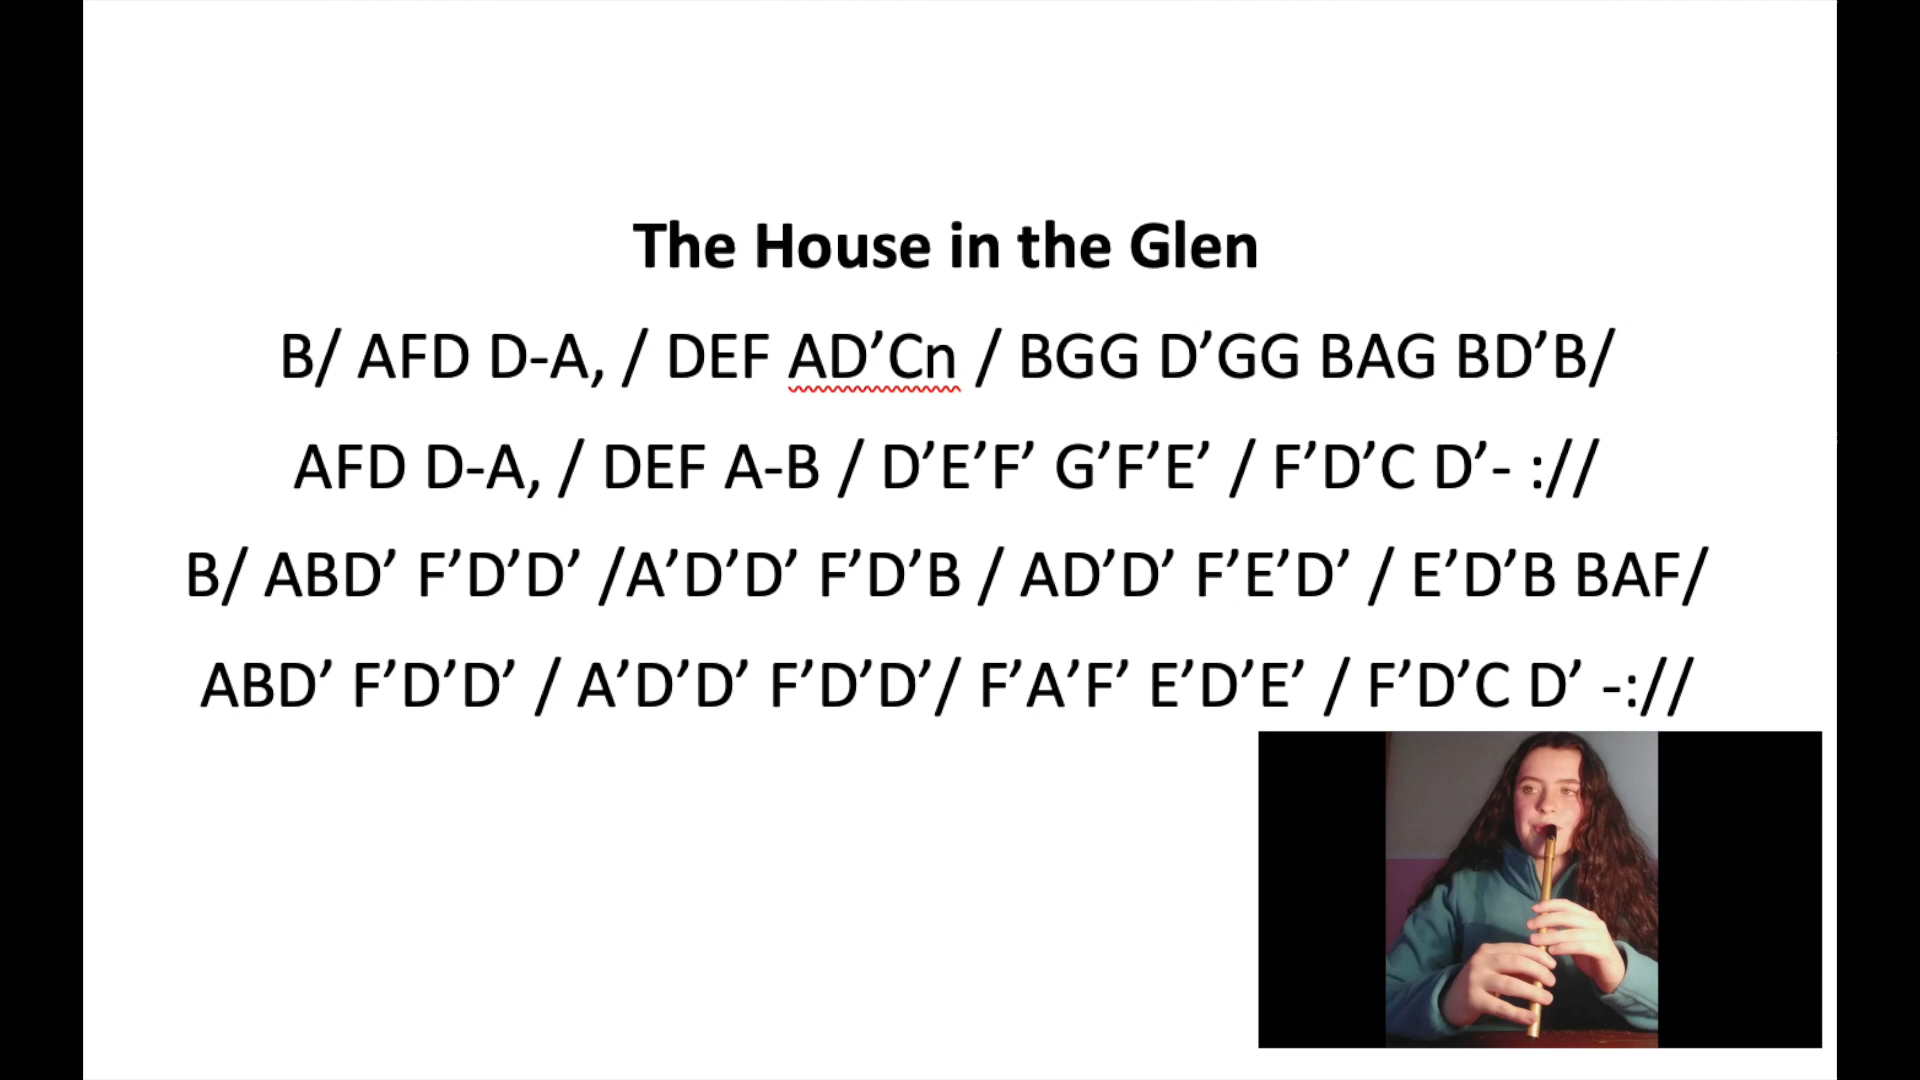 The House in the Glen
B/ AFD D-A, / DEF AD’Cn / BGG D’GG BAG BD’B/
AFD D-A, / DEF A-B / D’E’F’ G’F’E’ / F’D’C D’- ://
B/ ABD’ F’D’D’ /A’D’D’ F’D’B / AD’D’ F’E’D’ / E’D’B BAF/
ABD’ F’D’D’ / A’D’D’ F’D’D’/ F’A’F’ E’D’E’ / F’D’C D’ -://